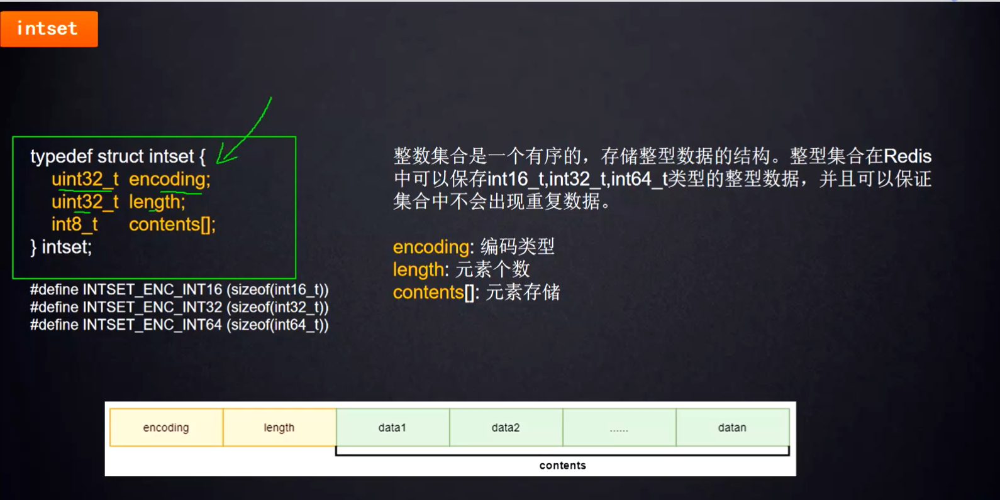 intset
typedef struct intset {
uint32_t encoding;
uint32_t length;
int8_t contents[];
} intset;
#define INTSET_ENC_INT16 (sizeof(int16_t))
#define INTSET_ENC_INT32 (sizeof(int32_t))
#define INTSET_ENC_INT64 (sizeof(int64_t))
整数集合是一个有序的，存储整型数据的结构。整型集合在Redis
中可以保存int16_t,int32_t,int64_t类型的整型数据，并且可以保证
集合中不会出现重复数据。
encoding: 编码类型
length: 元素个数
contents[]: 元素存储
encoding length data1 data2 ...... datan
contents